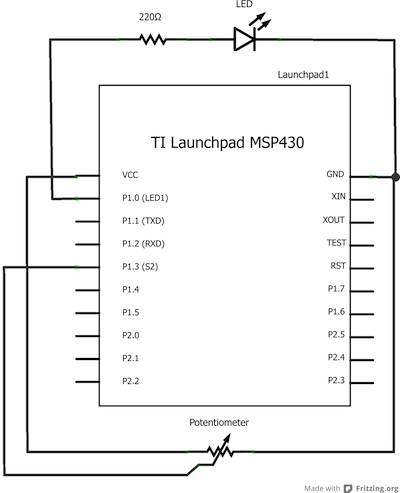 LED
220Ω
Launchpad1
TI Launchpad MSP430
VCC
GND
P1.0 (LED1)
XIN
P1.1 (TXD)
XOUT
P1.2 (RXD)
TEST
P1.3 (S2)
RST
P1.4
P1.7
P1.5
P1.6
P2.0
P2.5
P2.1
P2.4
P2.2
P2.3
Potentiometer
Made with Fritzing.org